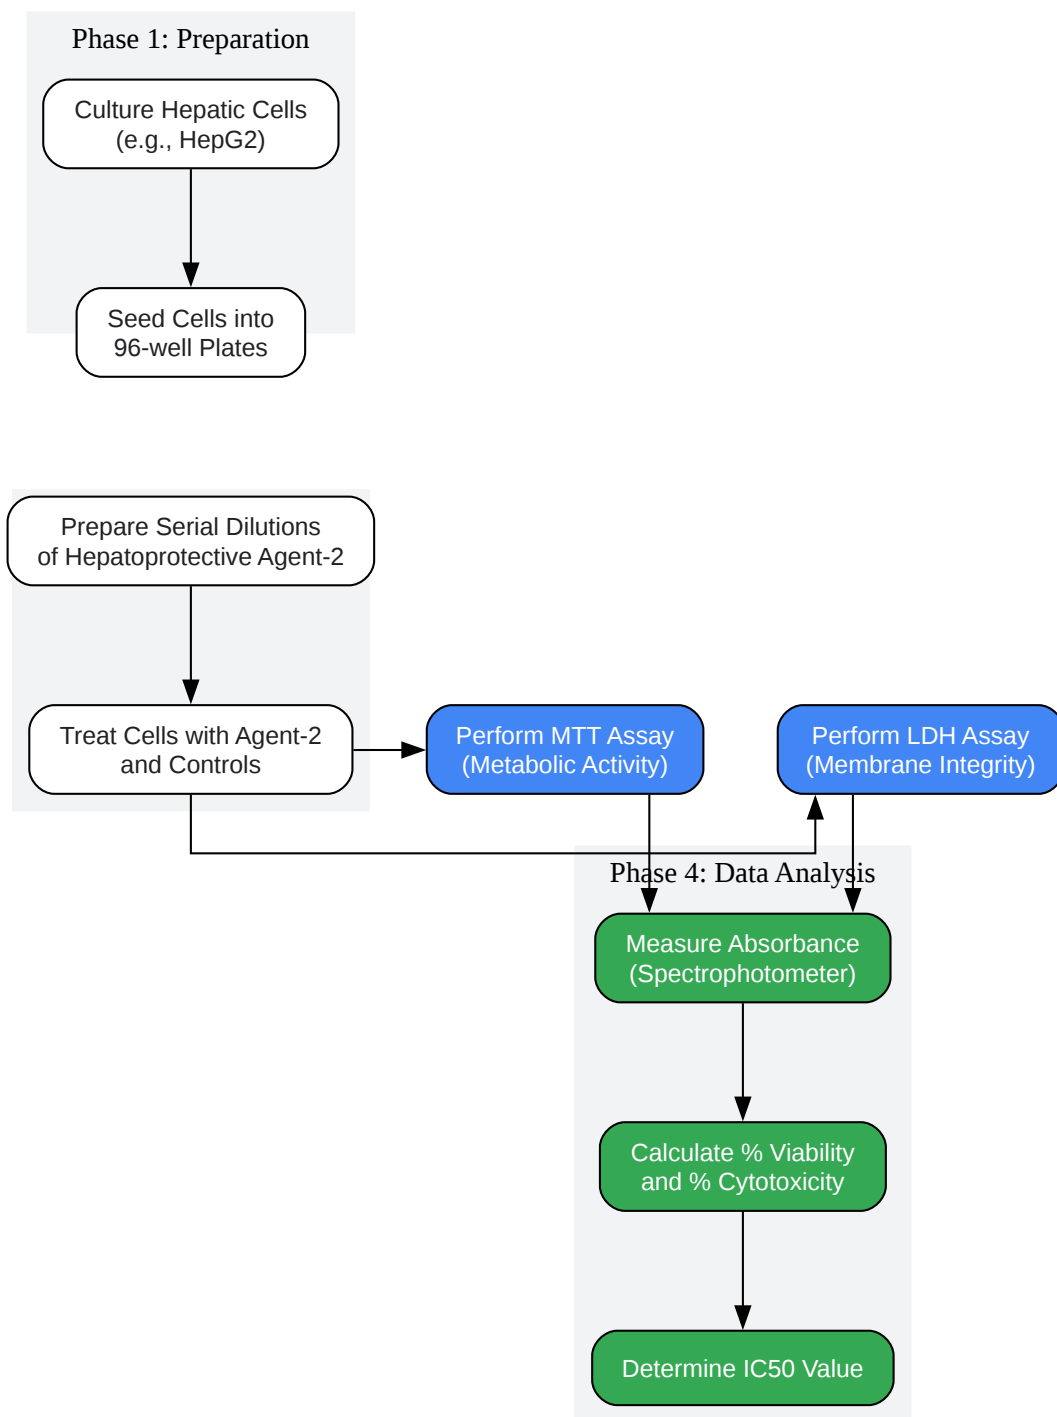 Phase 1: Preparation
Culture Hepatic Cells
(e.g., HepG2)
Seed Cells into
96-well Plates
Prepare Serial Dilutions
of Hepatoprotective Agent-2
Treat Cells with Agent-2
and Controls
Perform MTT Assay
(Metabolic Activity)
Perform LDH Assay
(Membrane Integrity)
Phase 4: Data Analysis
Measure Absorbance
(Spectrophotometer)
Calculate % Viability
and % Cytotoxicity
Determine IC50 Value